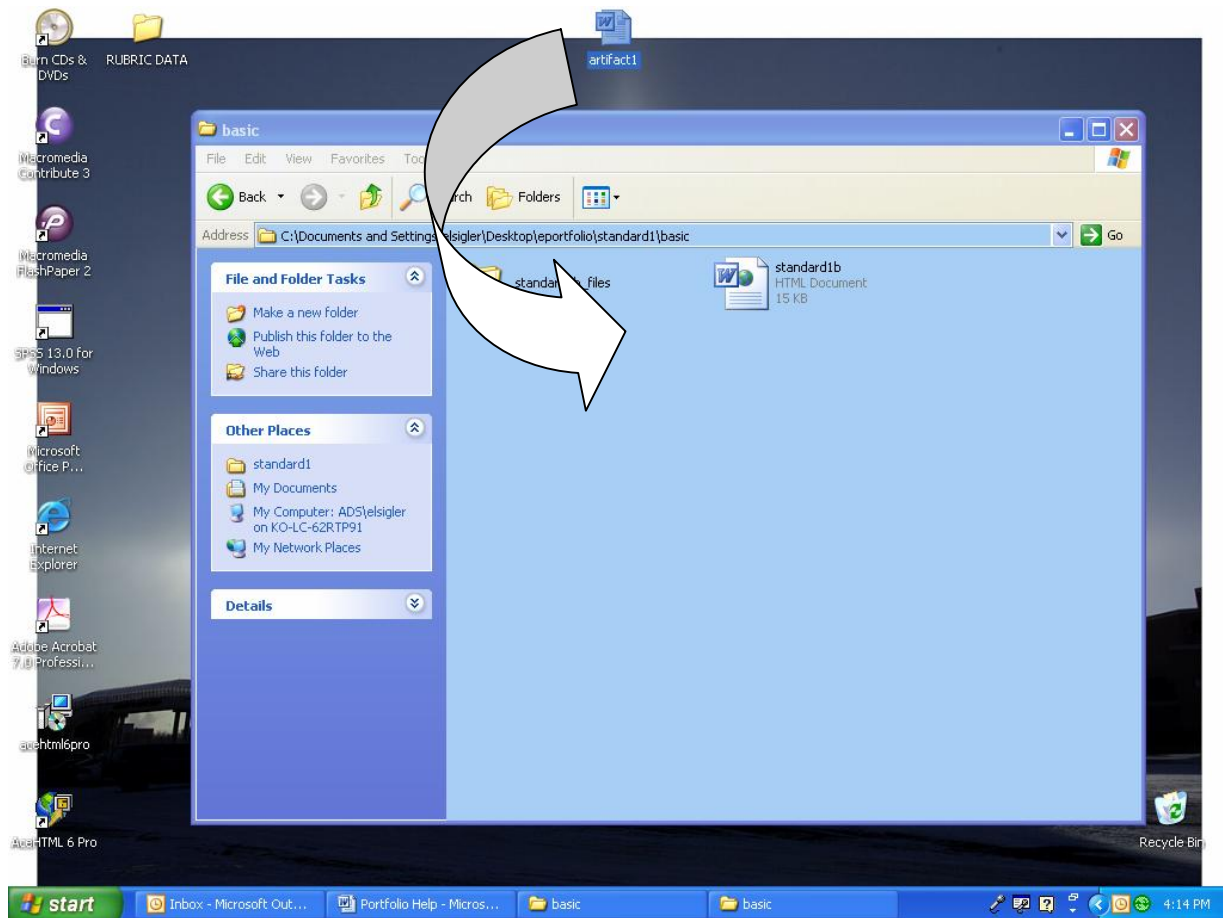 Burn CDs &
DVDs
RUBRIC DATA
artifact1
Macromedia
Contribute 3
Macromedia
FlashPaper 2
SPSS 13.0 for
Windows
Microsoft
Office P...
Internet
Explorer
Adobe Acrobat
7.0 Professi...
acehtml6pro
AceHTML 6 Pro
basic
File Edit View Favorites
Back
Folders
Address C:\Documents and Settings
elsigler\Desktop\eportfolio\standard1\basic
Go
File and Folder Tasks
Make a new folder
Publish this folder to the
Web
Share this folder
Other Places
standard1
My Documents
My Computer: ADS\elsigler
on KO-LC-62RTP91
My Network Places
Details
files
standard1b
HTML Document
15 KB
Recycle Bin
start
Inbox - Microsoft Out...
Portfolio Help - Micros...
basic
basic
4:14 PM